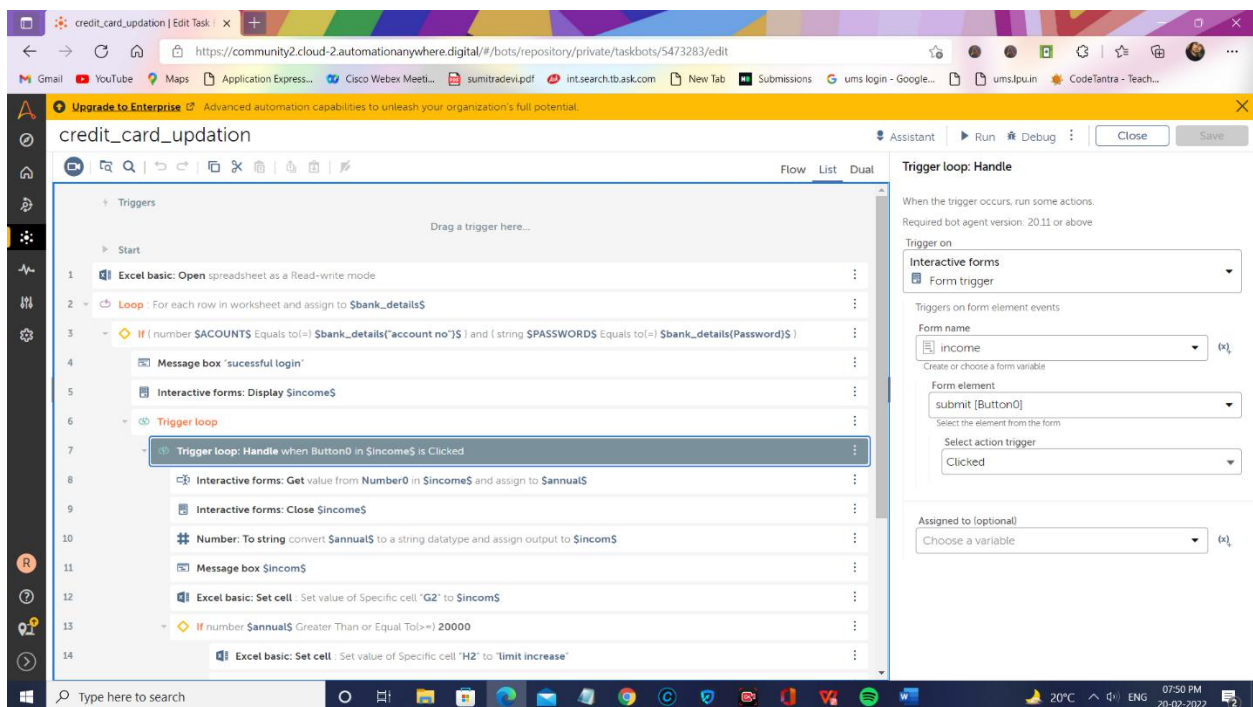 credit_card_updation | Edit Task
https://community2.cloud-2.automationanywhere.digital/#/bots/repository/private/taskbots/5473283/edit
Gmail YouTube Maps Application Express... Cisco Webex Meeti... sumitradevi.pdf int.search.tb.ask.com New Tab Submissions ums login - Google... ums.lpu.in CodeTantra - Teach...
Upgrade to Enterprise Advanced automation capabilities to unleash your organization's full potential.
credit_card_updation
Assistant Run Debug Close Save
Flow List Dual
Triggers
Drag a trigger here...
Start
1 Excel basic: Open spreadsheet as a Read-write mode
2 Loop : For each row in worksheet and assign to $bank_details$
3 If ( number $ACOUNT$ Equals to(=) $bank_details{"account no"}$ ) and ( string $PASSWORD$ Equals to(=) $bank_details{Password}$ )
4 Message box "sucessful login"
5 Interactive forms: Display $income$
6 Trigger loop
7 Trigger loop: Handle when Button0 in $income$ is Clicked
8 Interactive forms: Get value from Number0 in $income$ and assign to $annual$
9 Interactive forms: Close $income$
10 Number: To string convert $annual$ to a string datatype and assign output to $incom$
11 Message box $incom$
12 Excel basic: Set cell : Set value of Specific cell "G2" to $incom$
13 If number $annual$ Greater Than or Equal To(>=) 20000
14 Excel basic: Set cell : Set value of Specific cell "H2" to "limit increase"
Trigger loop: Handle
When the trigger occurs, run some actions.
Required bot agent version: 20.11 or above
Trigger on
Interactive forms
Form trigger
Triggers on form element events
Form name
income
(x)
Create or choose a form variable
Form element
submit [Button0]
Select the element from the form
Select action trigger
Clicked
Assigned to (optional)
Choose a variable
(x)
R
Type here to search
20°C ENG 07:50 PM
20-02-2022
2